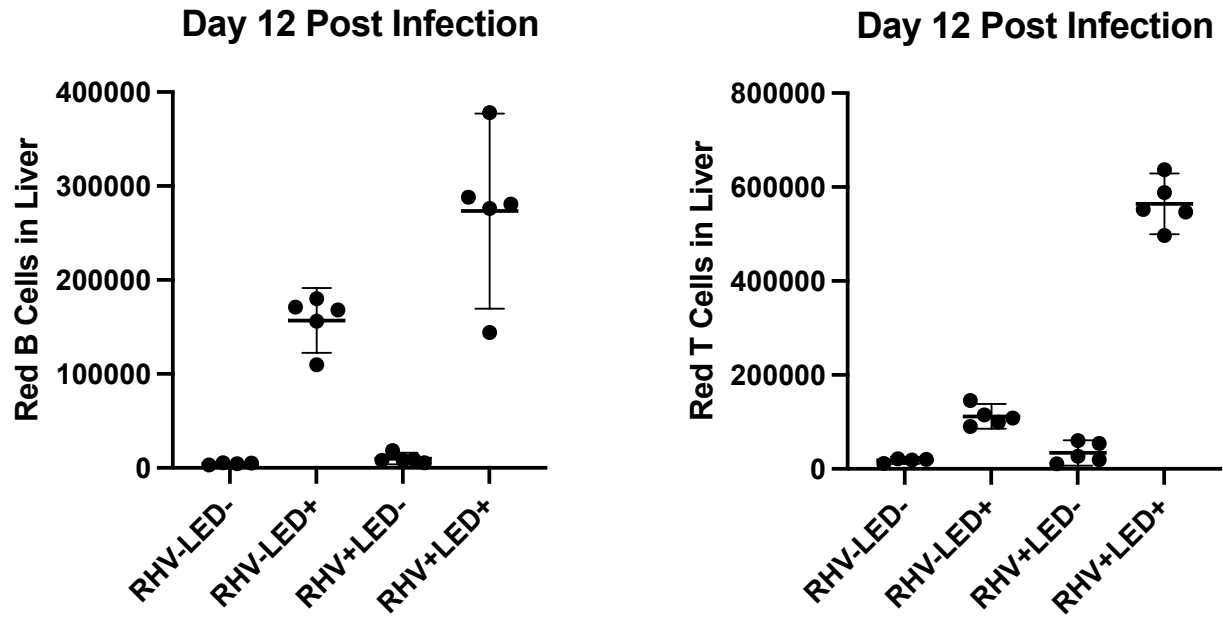 Day 12 Post Infection
Red B Cells in Liver
400000
300000
200000
100000
0
RHV-LED-
RHV-LED+
RHV+LED-
RHV+LED+
Day 12 Post Infection
Red T Cells in Liver
800000
600000
400000
200000
0
RHV-LED-
RHV-LED+
RHV+LED-
RHV+LED+